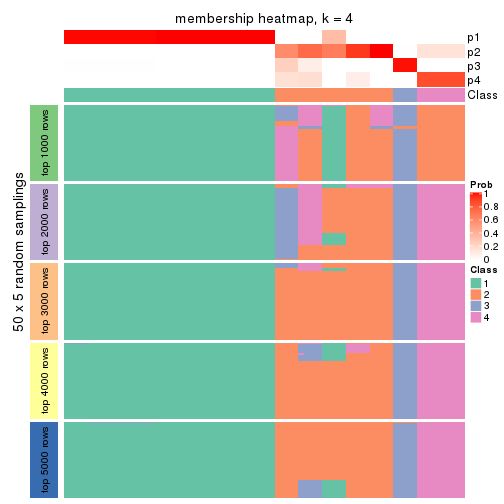 membership heatmap, k = 4
p1
p2
p3
p4
Class
50 x 5 random samplings
top 1000 rows
top 2000 rows
top 3000 rows
top 4000 rows
top 5000 rows
Prob
1
0.8
0.6
0.4
0.2
0
Class
1
2
3
4